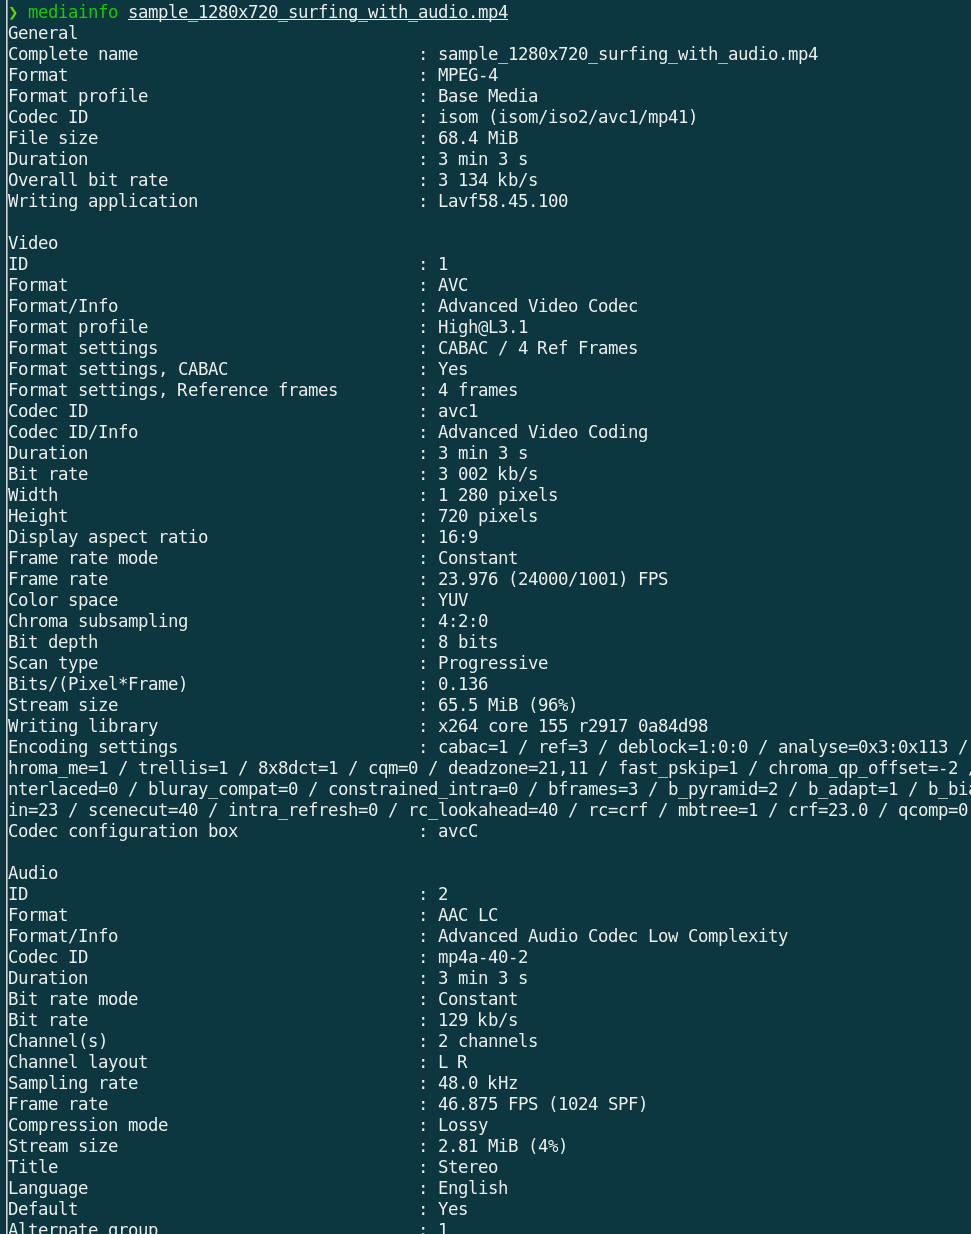 ❯ mediainfo sample_1280x720_surfing_with_audio.mp4
General
Complete name                            : sample_1280x720_surfing_with_audio.mp4
Format                                   : MPEG-4
Format profile                           : Base Media
Codec ID                                 : isom (isom/iso2/avc1/mp41)
File size                                : 68.4 MiB
Duration                                 : 3 min 3 s
Overall bit rate                         : 3 134 kb/s
Writing application                      : Lavf58.45.100

Video
ID                                       : 1
Format                                   : AVC
Format/Info                              : Advanced Video Codec
Format profile                           : High@L3.1
Format settings                          : CABAC / 4 Ref Frames
Format settings, CABAC                   : Yes
Format settings, Reference frames        : 4 frames
Codec ID                                 : avc1
Codec ID/Info                            : Advanced Video Coding
Duration                                 : 3 min 3 s
Bit rate                                 : 3 002 kb/s
Width                                    : 1 280 pixels
Height                                   : 720 pixels
Display aspect ratio                     : 16:9
Frame rate mode                          : Constant
Frame rate                               : 23.976 (24000/1001) FPS
Color space                              : YUV
Chroma subsampling                       : 4:2:0
Bit depth                                : 8 bits
Scan type                                : Progressive
Bits/(Pixel*Frame)                       : 0.136
Stream size                              : 65.5 MiB (96%)
Writing library                          : x264 core 155 r2917 0a84d98
Encoding settings                        : cabac=1 / ref=3 / deblock=1:0:0 / analyse=0x3:0x113 /
hroma_me=1 / trellis=1 / 8x8dct=1 / cqm=0 / deadzone=21,11 / fast_pskip=1 / chroma_qp_offset=-2 /
nterlaced=0 / bluray_compat=0 / constrained_intra=0 / bframes=3 / b_pyramid=2 / b_adapt=1 / b_bia
in=23 / scenecut=40 / intra_refresh=0 / rc_lookahead=40 / rc=crf / mbtree=1 / crf=23.0 / qcomp=0
Codec configuration box                  : avcC

Audio
ID                                       : 2
Format                                   : AAC LC
Format/Info                              : Advanced Audio Codec Low Complexity
Codec ID                                 : mp4a-40-2
Duration                                 : 3 min 3 s
Bit rate mode                            : Constant
Bit rate                                 : 129 kb/s
Channel(s)                               : 2 channels
Channel layout                           : L R
Sampling rate                            : 48.0 kHz
Frame rate                               : 46.875 FPS (1024 SPF)
Compression mode                         : Lossy
Stream size                              : 2.81 MiB (4%)
Title                                    : Stereo
Language                                 : English
Default                                  : Yes
Alternate group                          : 1